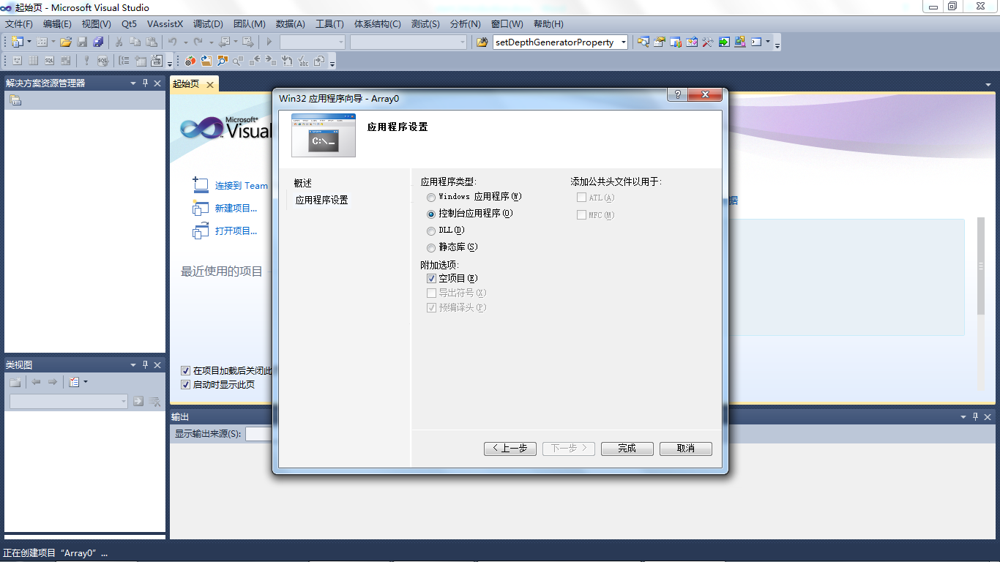 起始页 - Microsoft Visual Studio
文件(F) 编辑(E) 视图(V) Qt5 VAssistX 调试(D) 团队(M) 数据(A) 工具(T) 体系结构(C) 测试(S) 分析(N) 窗口(W) 帮助(H)
setDepthGeneratorProperty
解决方案资源管理器
起始页
Microsoft®
Visual
连接到 Team
新建项目...
打开项目...
最近使用的项目
在项目加载后关闭此
启动时显示此页
据
Win32 应用程序向导 - Array0
C:\_
应用程序设置
概述
应用程序设置
应用程序类型:
Windows 应用程序(W)
控制台应用程序(O)
DLL(D)
静态库(S)
附加选项:
空项目(E)
导出符号(X)
预编译头(P)
添加公共头文件以用于:
ATL(A)
MFC(M)
< 上一步
下一步 >
完成
取消
类视图
输出
显示输出来源(S):
正在创建项目 “Array0” ...